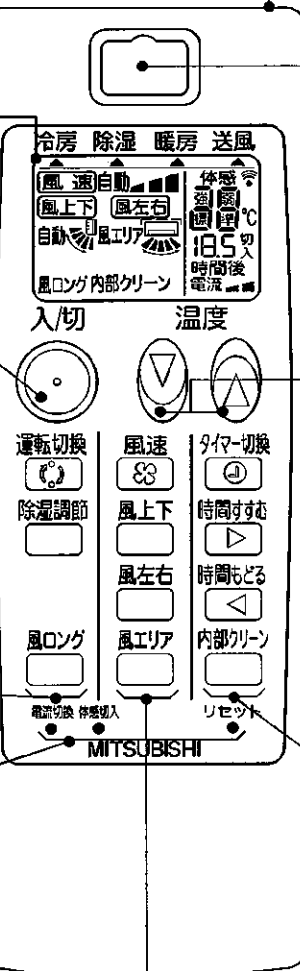 冷房 除湿 暖房 送風
風速 自動 体感
風上下 風左右 強 弱
自動 風エリア ℃
18.5 切 入
時間後
風ロング 内部クリーン 電流
入/切 温度
運転切換 風速 タイマー切換
除湿調節 風上下 時間すすむ
風左右 時間もどる
風ロング 風エリア 内部クリーン
電流切換 体感切入 リセット
MITSUBISHI